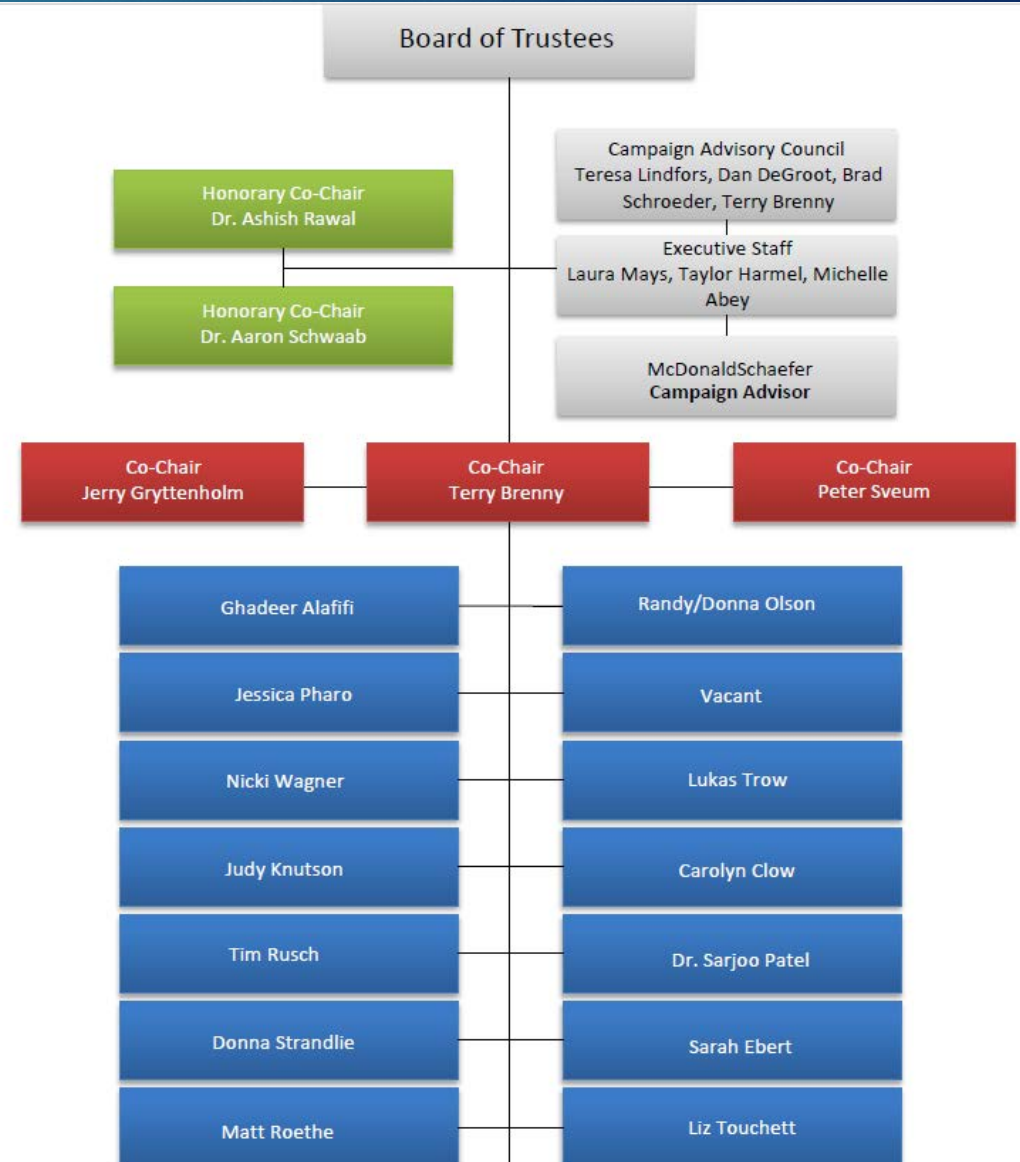 Board of Trustees
Honorary Co-Chair
Dr. Ashish Rawal
Honorary Co-Chair
Dr. Aaron Schwaab
Campaign Advisory Council
Teresa Lindfors, Dan DeGroot, Brad
Schroeder, Terry Brenny
Executive Staff
Laura Mays, Taylor Harmel, Michelle
Abey
McDonaldSchaefer
Campaign Advisor
Co-Chair
Jerry Gryttenholm
Co-Chair
Terry Brenny
Co-Chair
Peter Sveum
Ghadeer Alafifi
Randy/Donna Olson
Jessica Pharo
Vacant
Nicki Wagner
Lukas Trow
Judy Knutson
Carolyn Clow
Tim Rusch
Dr. Sarjoo Patel
Donna Strandlie
Sarah Ebert
Matt Roethe
Liz Touchett